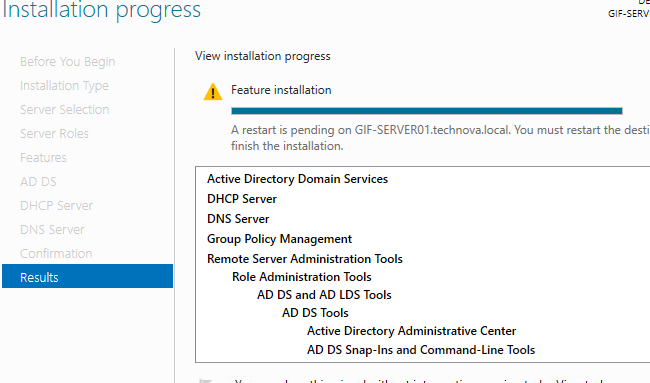 Installation progress
GIF-SERV
View installation progress
Before You Begin
Installation Type
Server Selection
Server Roles
Features
AD DS
DHCP Server
DNS Server
Confirmation
Results
Feature installation
A restart is pending on GIF-SERVER01.technova.local. You must restart the desti
finish the installation.
Active Directory Domain Services
DHCP Server
DNS Server
Group Policy Management
Remote Server Administration Tools
Role Administration Tools
AD DS and AD LDS Tools
AD DS Tools
Active Directory Administrative Center
AD DS Snap-Ins and Command-Line Tools